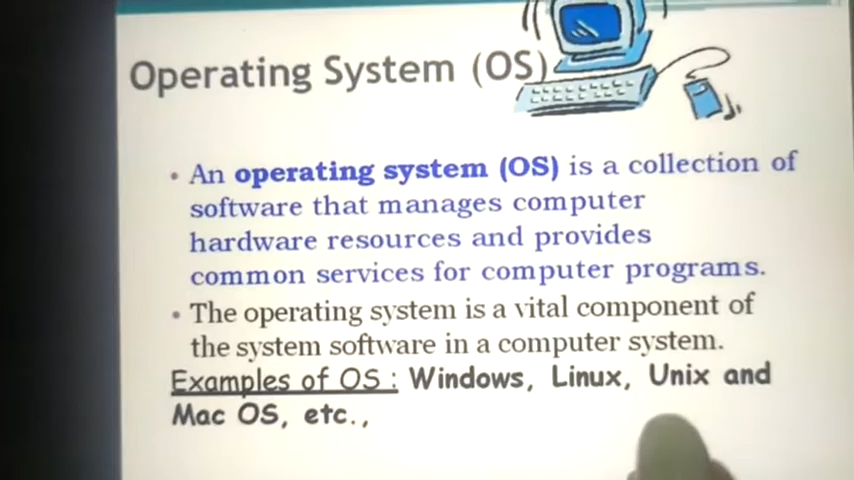 Operating System (OS)
• An operating system (OS) is a collection of
software that manages computer
hardware resources and provides
common services for computer programs.
• The operating system is a vital component of
the system software in a computer system.
Examples of OS : Windows, Linux, Unix and
Mac OS, etc.,